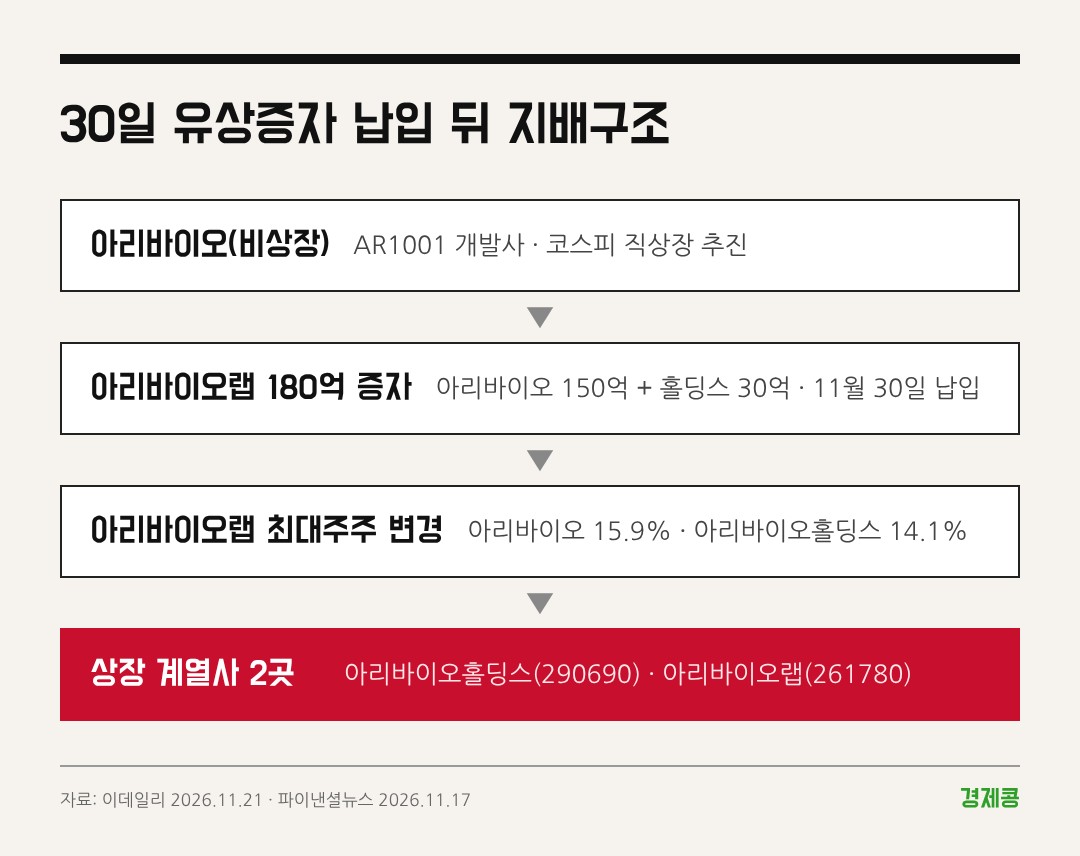 30일 유상증자 납입 뒤 지배구조
아리바이오(비상장) AR1001 개발사 · 코스피 직상장 추진
아리바이오랩 180억 증자 아리바이오 150억 + 홀딩스 30억 · 11월 30일 납입
아리바이오랩 최대주주 변경 아리바이오 15.9% · 아리바이오홀딩스 14.1%
상장 계열사 2곳 아리바이오홀딩스(290690) · 아리바이오랩(261780)
자료: 이데일리 2026.11.21 · 파이낸셜뉴스 2026.11.17
경제콩